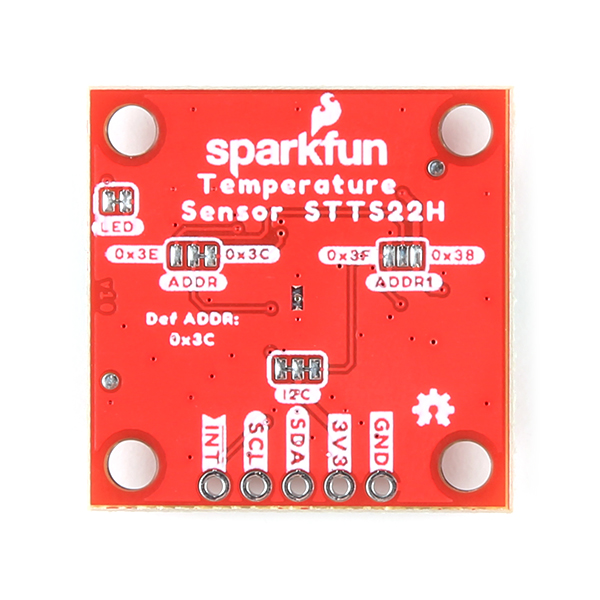 sparkfun
Temperature
Sensor STTS22H
LED
0x3E
0x3C
ADDR
0x3F
0x38
ADDR1
v10
Def ADDR:
0x3C
I2C
INT
SCL
SDA
3V3
GND